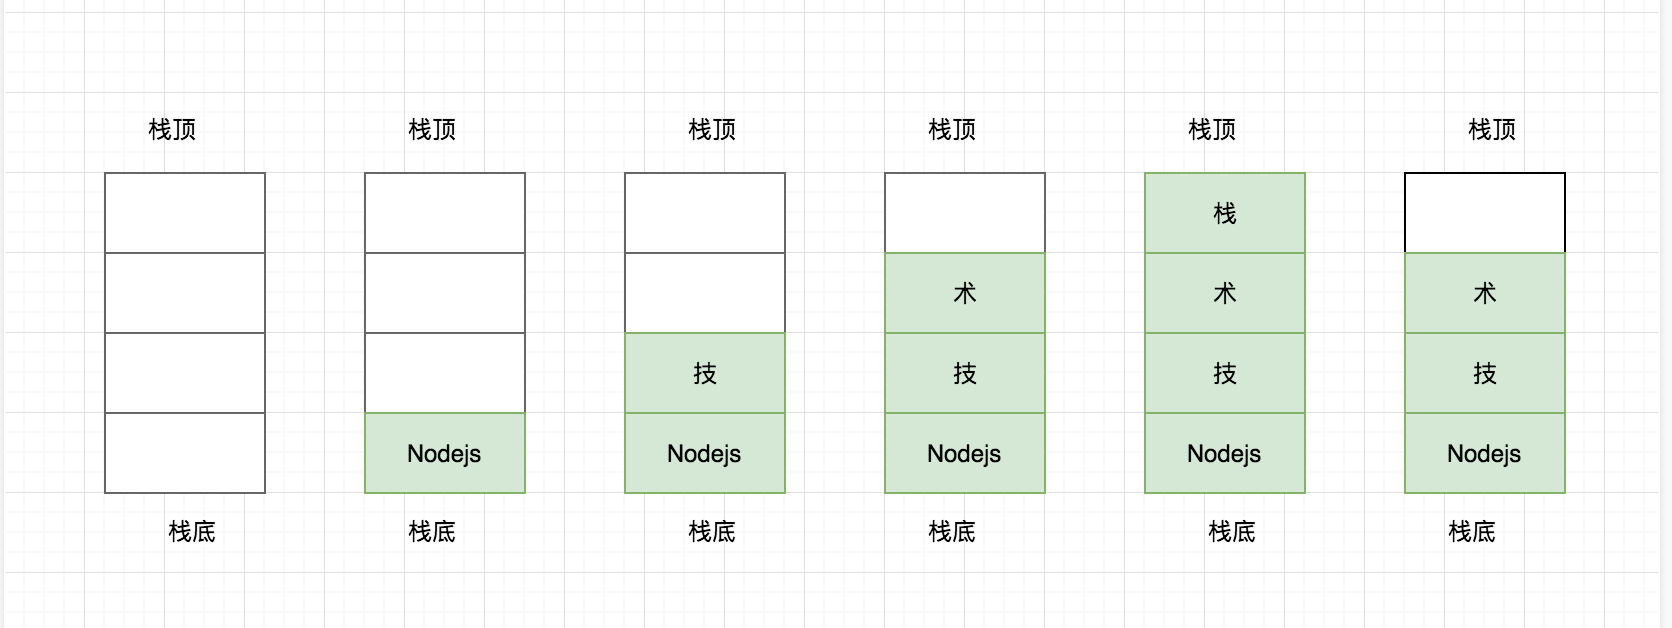 栈顶 栈顶 栈顶 栈顶 栈顶 栈顶
栈
术 术 术
技 技 技 技
Nodejs Nodejs Nodejs Nodejs Nodejs
栈底 栈底 栈底 栈底 栈底 栈底